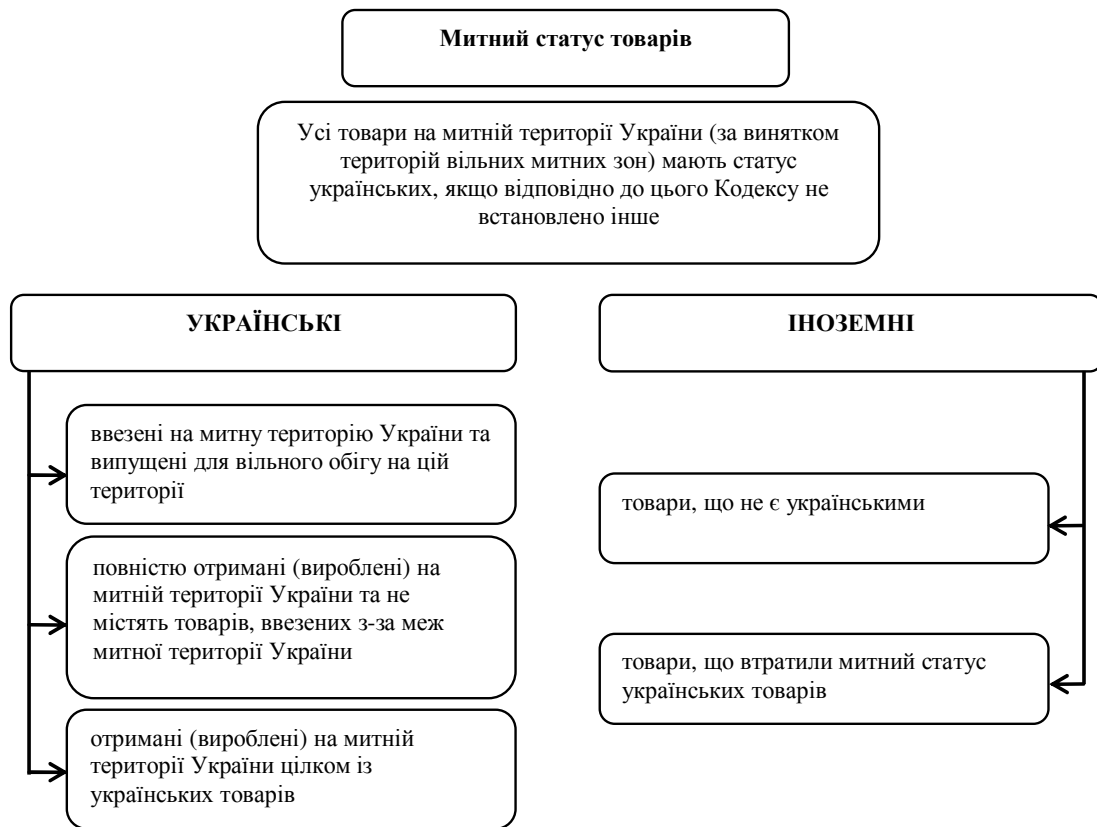 Митний статус товарів
Усі товари на митній території України (за винятком
територій вільних митних зон) мають статус
українських, якщо відповідно до цього Кодексу не
встановлено інше
УКРАЇНСЬКІ
ввезені на митну територію України та
випущені для вільного обігу на цій
території
повністю отримані (вироблені) на
митній території України та не
містять товарів, ввезених з-за меж
митної території України
отримані (вироблені) на митній
території України цілком із
українських товарів
ІНОЗЕМНІ
товари, що не є українськими
товари, що втратили митний статус
українських товарів